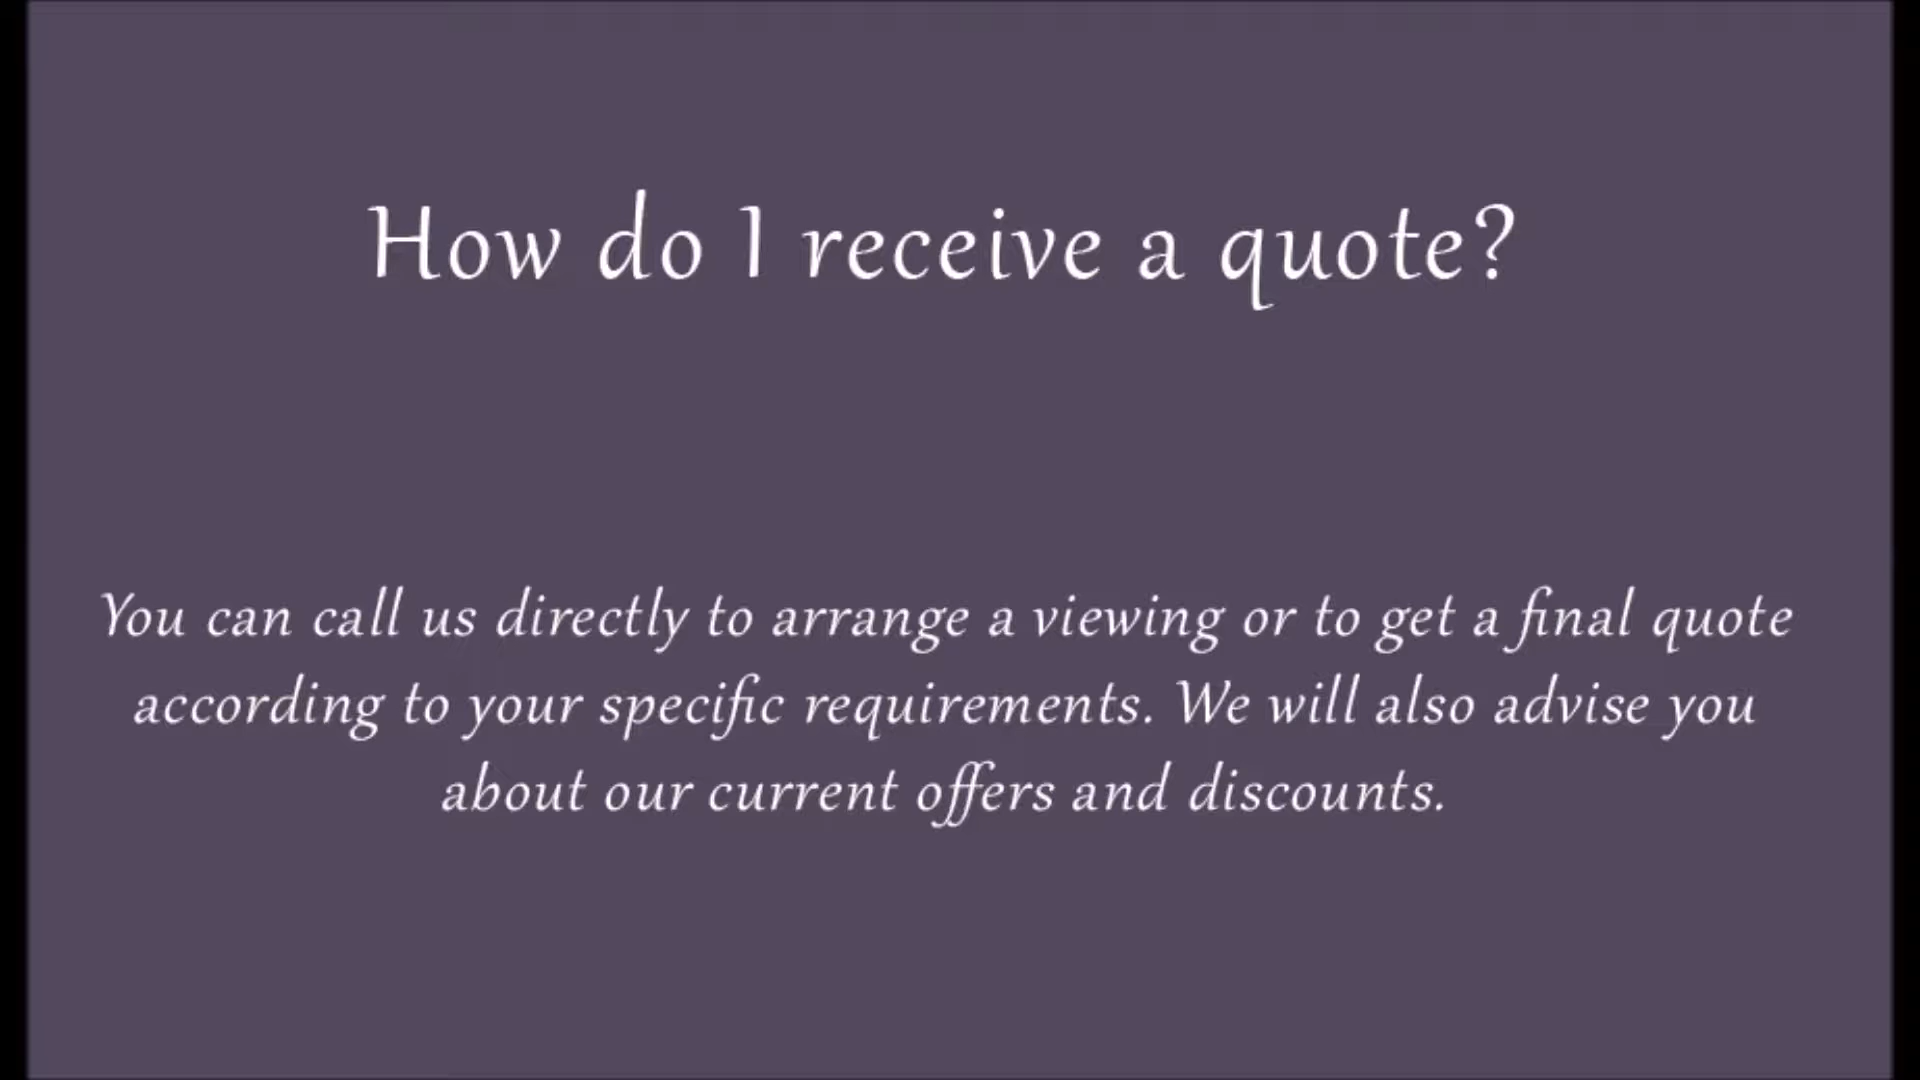 How do I receive a quote?
You can call us directly to arrange a viewing or to get a final quote
according to your specific requirements. We will also advise you
about our current offers and discounts.